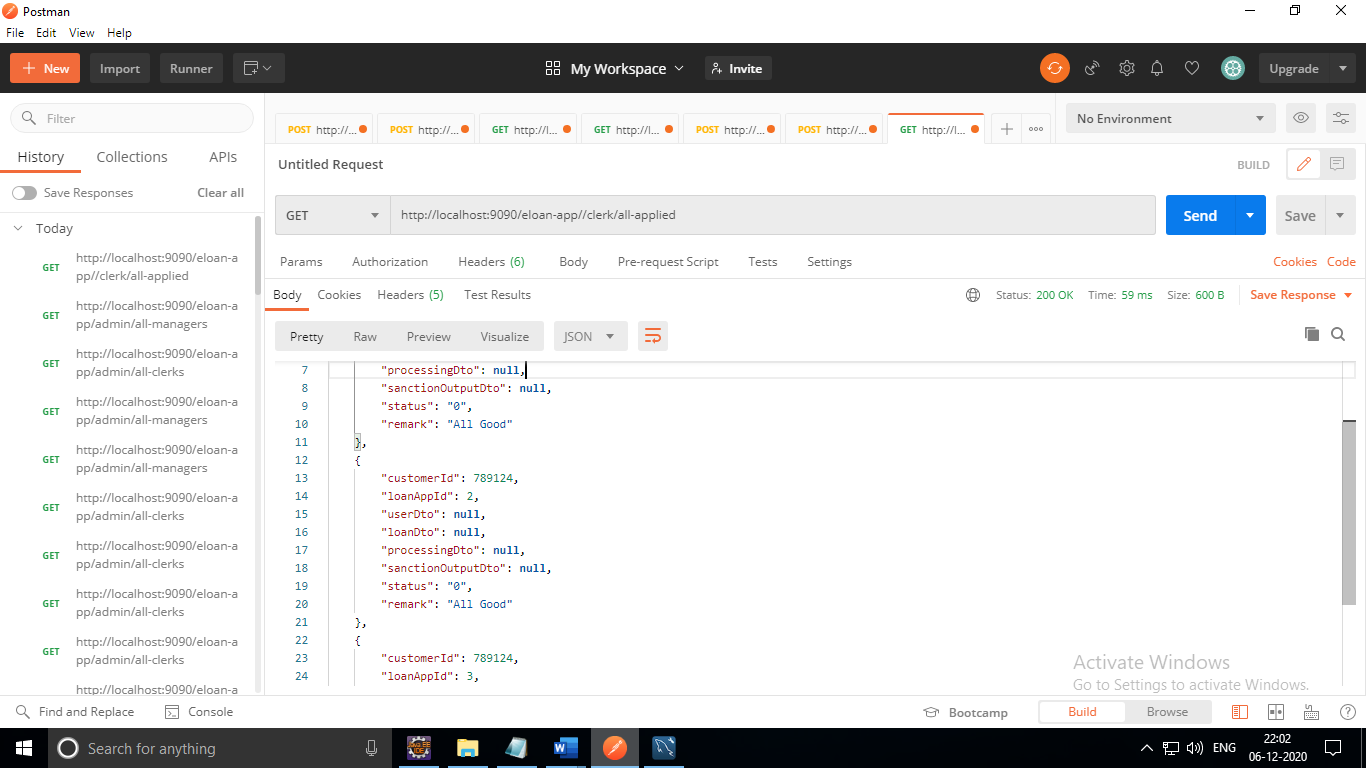 Postman
File Edit View Help
New Import Runner My Workspace Invite Upgrade
Filter
History Collections APIs
Save Responses Clear all
Today
GET http://localhost:9090/eloan-a
pp//clerk/all-applied
GET http://localhost:9090/eloan-a
pp/admin/all-managers
GET http://localhost:9090/eloan-a
pp/admin/all-clerks
GET http://localhost:9090/eloan-a
pp/admin/all-managers
GET http://localhost:9090/eloan-a
pp/admin/all-managers
GET http://localhost:9090/eloan-a
pp/admin/all-clerks
GET http://localhost:9090/eloan-a
pp/admin/all-clerks
GET http://localhost:9090/eloan-a
pp/admin/all-clerks
GET http://localhost:9090/eloan-a
pp/admin/all-clerks
http://localhost:9090/eloan-a
POST http://... POST http://... GET http://l... GET http://l... POST http://... POST http://... GET http://l...
No Environment
Untitled Request BUILD
GET http://localhost:9090/eloan-app//clerk/all-applied Send Save
Params Authorization Headers (6) Body Pre-request Script Tests Settings Cookies Code
Body Cookies Headers (5) Test Results Status: 200 OK Time: 59 ms Size: 600 B Save Response
Pretty Raw Preview Visualize JSON
7 "processingDto": null,
8 "sanctionOutputDto": null,
9 "status": "0",
10 "remark": "All Good"
11 },
12 {
13 "customerId": 789124,
14 "loanAppId": 2,
15 "userDto": null,
16 "loanDto": null,
17 "processingDto": null,
18 "sanctionOutputDto": null,
19 "status": "0",
20 "remark": "All Good"
21 },
22 {
23 "customerId": 789124,
24 "loanAppId": 3,
Activate Windows
Go to Settings to activate Windows.
Find and Replace Console Bootcamp Build Browse
Search for anything
ENG
22:02
06-12-2020